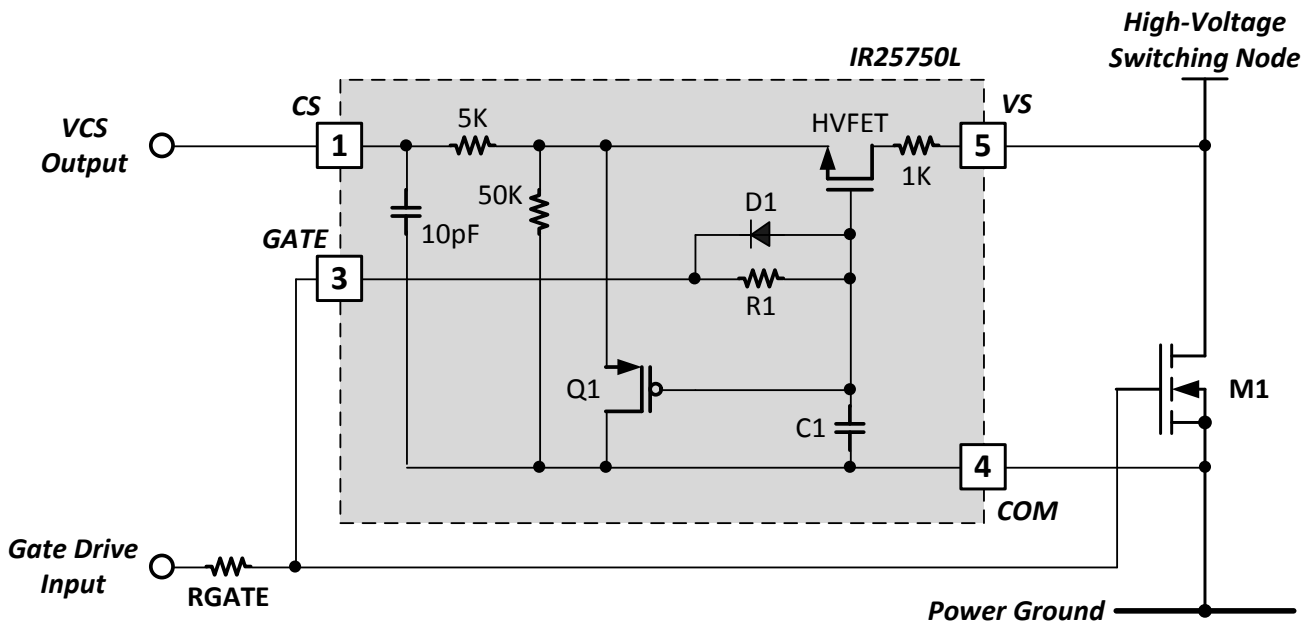 High-Voltage
Switching Node
IR25750L
CS
VS
VCS
Output
1
5K
HVFET
5
1K
50K
D1
10pF
GATE
3
R1
Q1
M1
C1
4
COM
Gate Drive
Input
RGATE
Power Ground